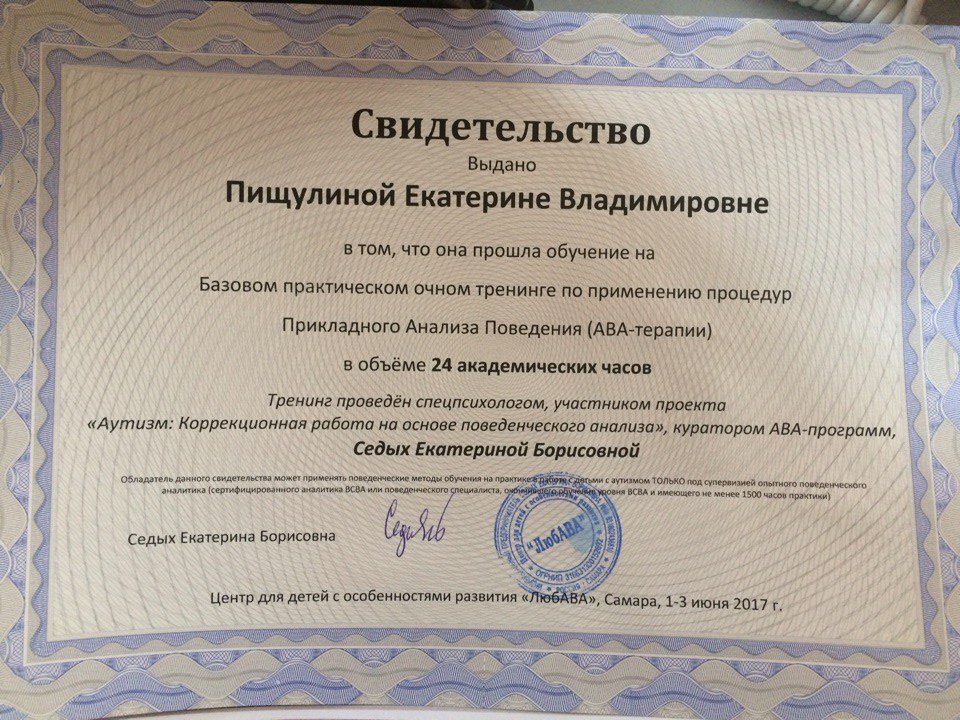 Свидетельство
Выдано
Пищулиной Екатерине Владимировне
в том, что она прошла обучение на
Базовом практическом очном тренинге по применению процедур
Прикладного Анализа Поведения (АВА-терапии)
в объёме 24 академических часов
Тренинг проведён спецпсихологом, участником проекта
«Аутизм: Коррекционная работа на основе поведенческого анализа», куратором АВА-программ,
Седых Екатериной Борисовной
Обладатель данного свидетельства может применять поведенческие методы обучения на практике в работе с детьми с аутизмом ТОЛЬКО под супервизией опытного поведенческого
аналитика (сертифицированного аналитика ВСВА или поведенческого специалиста, окончившего обучение уровня ВСВА и имеющего не менее 1500 часов практики)
Седых Екатерина Борисовна
"ЛюбАВА"
Центр для детей с особенностями развития «ЛюбАВА», Самара, 1-3 июня 2017 г.